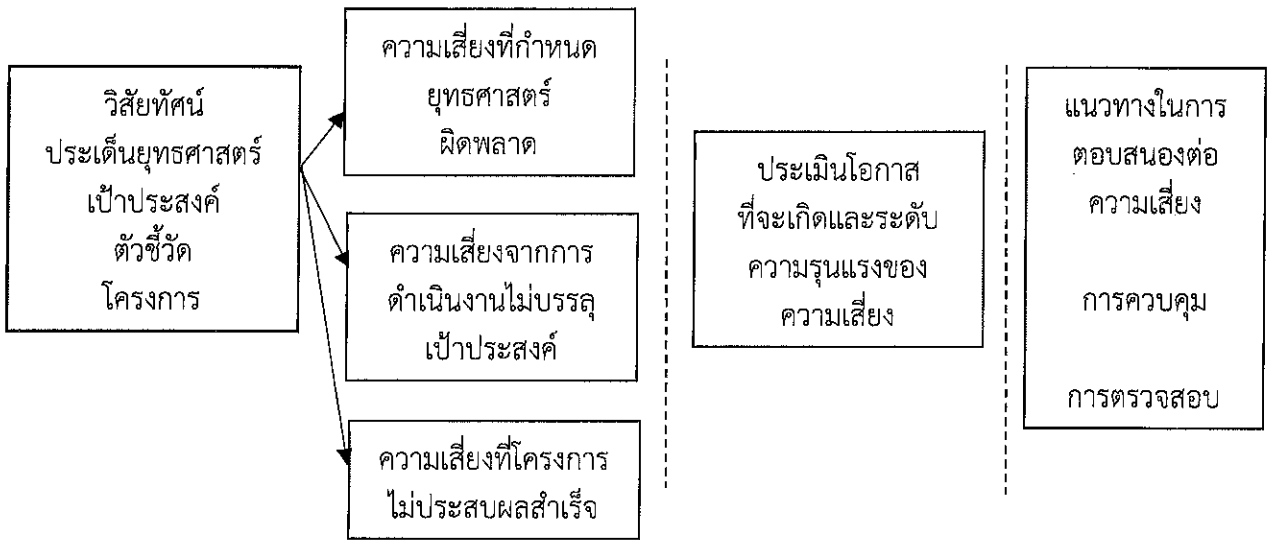 วิสัยทัศน์
ประเด็นยุทธศาสตร์
เป้าประสงค์
ตัวชี้วัด
โครงการ
ความเสี่ยงที่กำหนด
ยุทธศาสตร์
ผิดพลาด
ความเสี่ยงจากการ
ดำเนินงานไม่บรรลุ
เป้าประสงค์
ความเสี่ยงที่โครงการ
ไม่ประสบผลสำเร็จ
ประเมินโอกาส
ที่จะเกิดและระดับ
ความรุนแรงของ
ความเสี่ยง
แนวทางในการ
ตอบสนองต่อ
ความเสี่ยง
การควบคุม
การตรวจสอบ